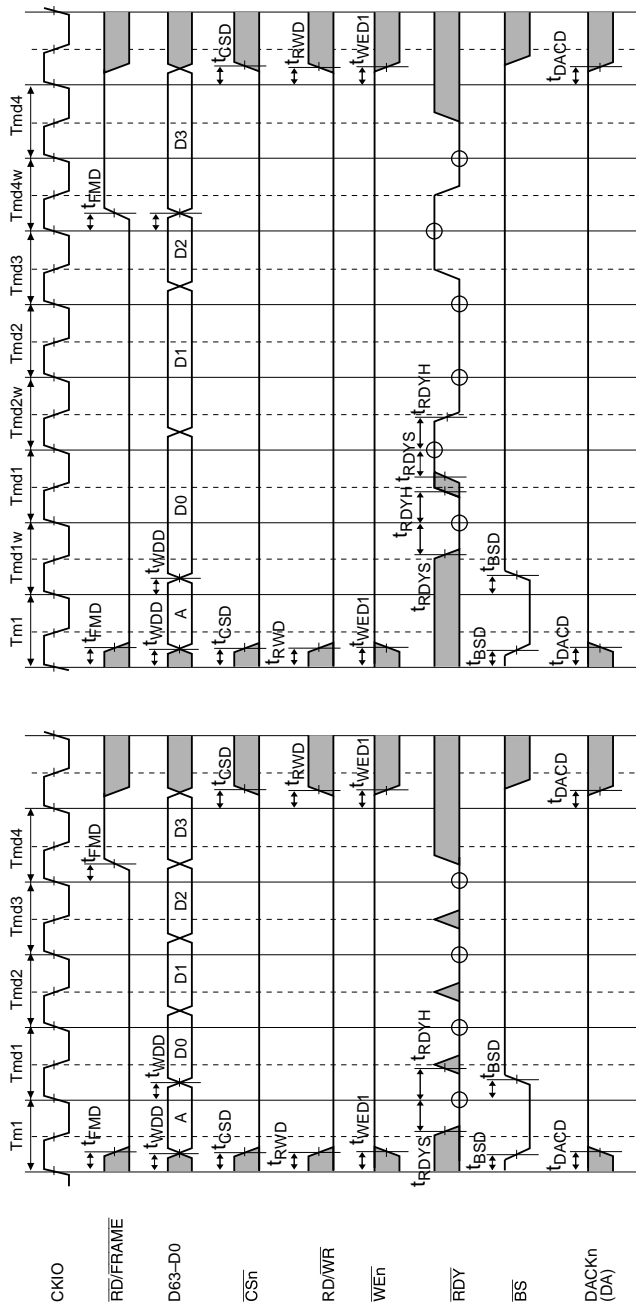 Tm1 Tmd1 Tmd2 Tmd3 Tmd4 Tm1 Tmd1w Tmd1 Tmd2w Tmd2 Tmd3 Tmd4w Tmd4
CKIO
tFMD tFMD tFMD tFMD
RD/FRAME
tWDD tWDD tWDD tWDD
D63–D0 A D0 D1 D2 D3 A D0 D1 D2 D3
tCSD tCSD tCSD tCSD
CSn
tRWD tRWD tRWD tRWD
RD/WR
tWED1 tWED1 tWED1 tWED1
WEn
tRDYS tRDYH tRDYS tRDYH tRDYS tRDYH
RDY
tBSD tBSD tBSD tBSD
BS
tDACD tDACD tDACD tDACD
DACKn
(DA)